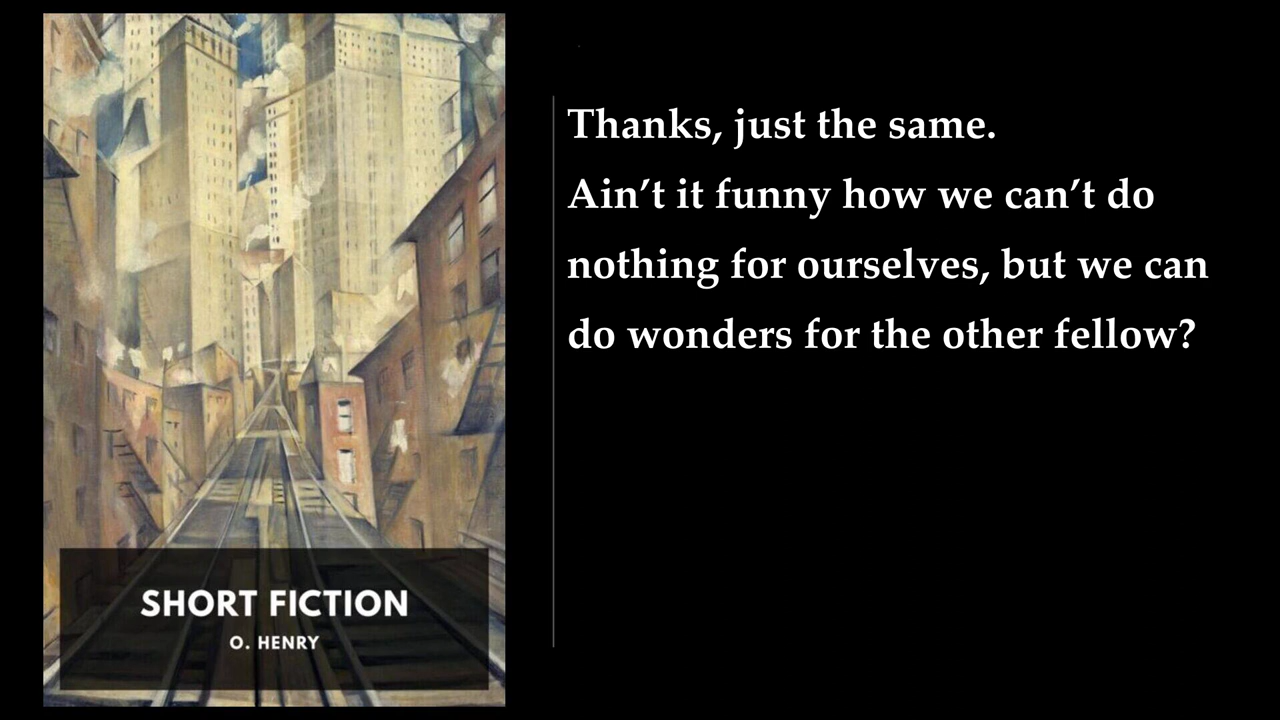 Thanks, just the same.
Ain’t it funny how we can’t do
nothing for ourselves, but we can
do wonders for the other fellow?
SHORT FICTION
O. HENRY